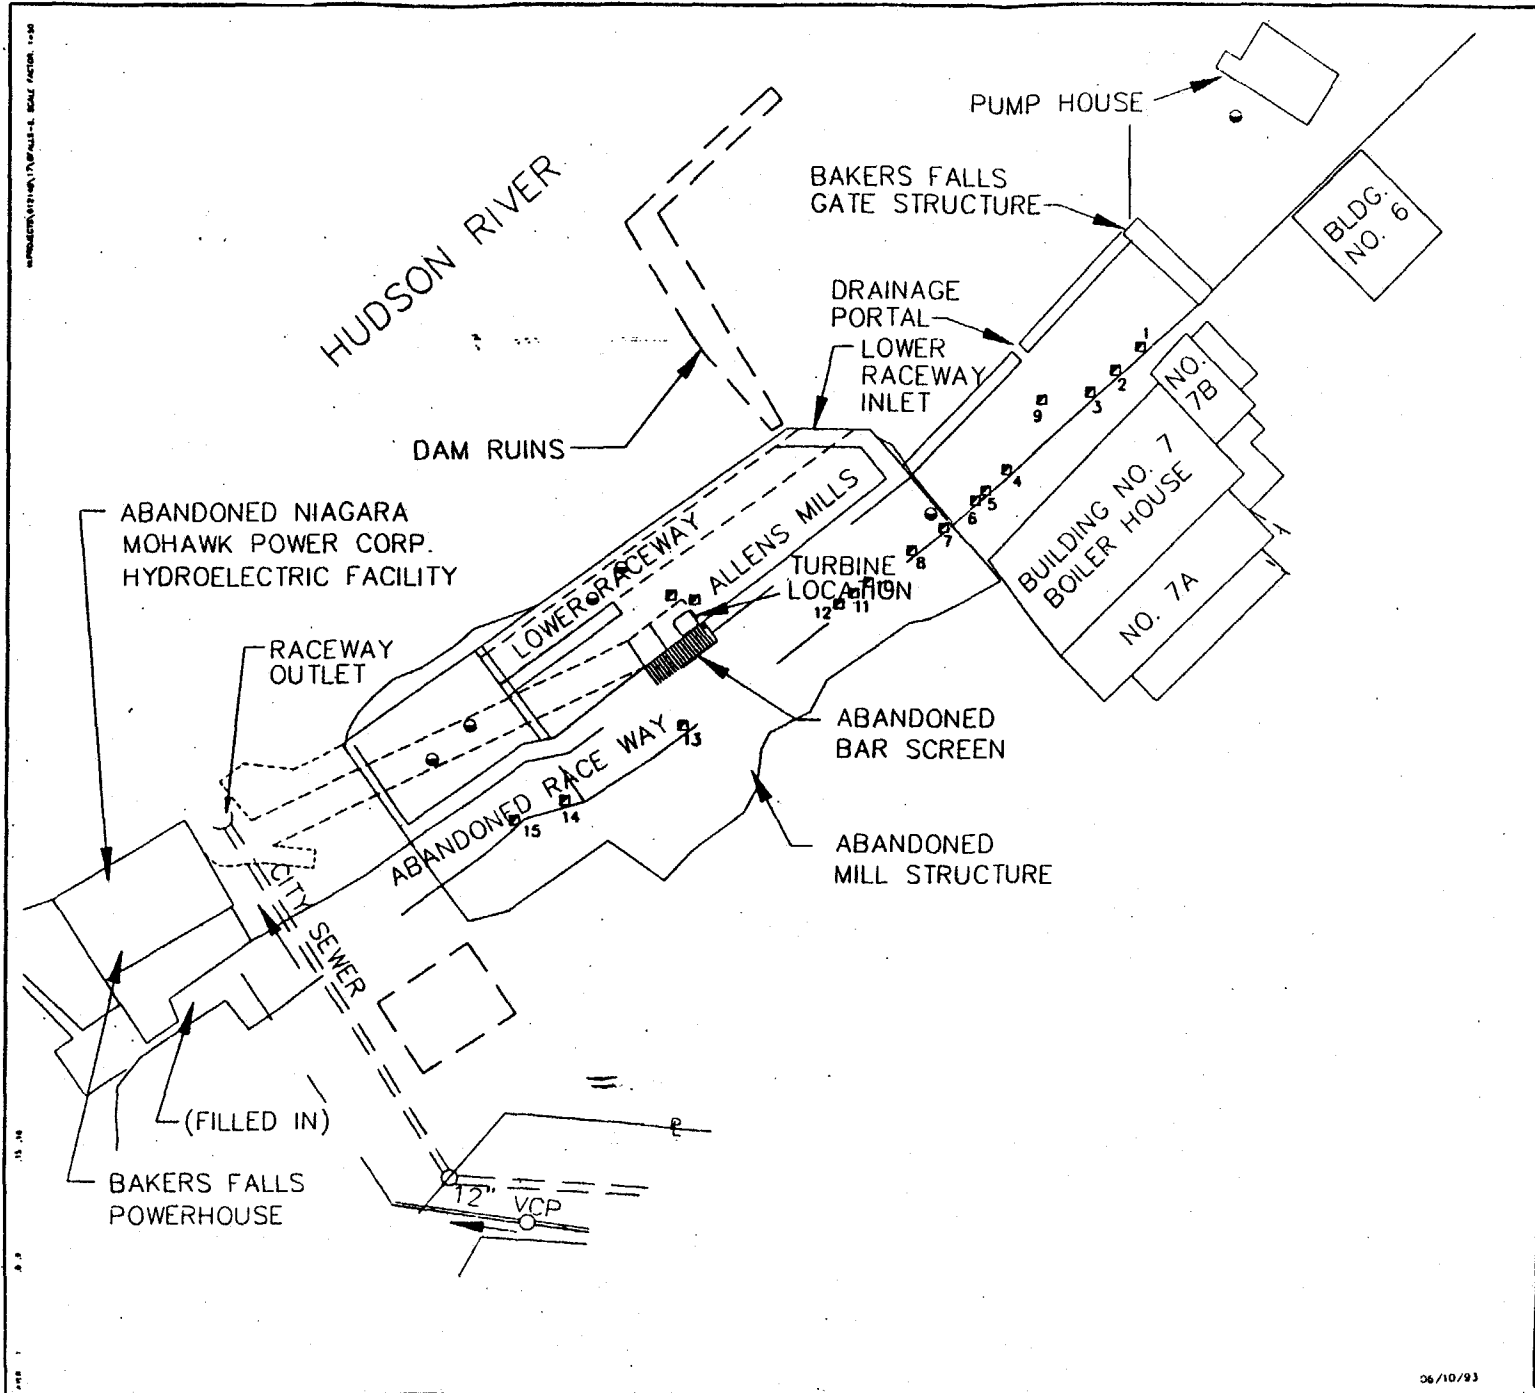 PUMP HOUSE
BAKERS FALLS
GATE STRUCTURE
BLDG.
NO. 6
HUDSON RIVER
DRAINAGE
PORTAL
LOWER
RACEWAY
INLET
1
2
3
9
NO.
7B
DAM RUINS
4
5
6
7
8
BUILDING NO. 7
BOILER HOUSE
NO. 7A
ABANDONED NIAGARA
MOHAWK POWER CORP.
HYDROELECTRIC FACILITY
LOWER RACEWAY
ALLENS MILLS
TURBINE
LOCATION
10
11
12
RACEWAY
OUTLET
ABANDONED
BAR SCREEN
13
ABANDONED RACE WAY
14
15
ABANDONED
MILL STRUCTURE
CITY SEWER
(FILLED IN)
BAKERS FALLS
POWERHOUSE
12"
VCP
06/10/93